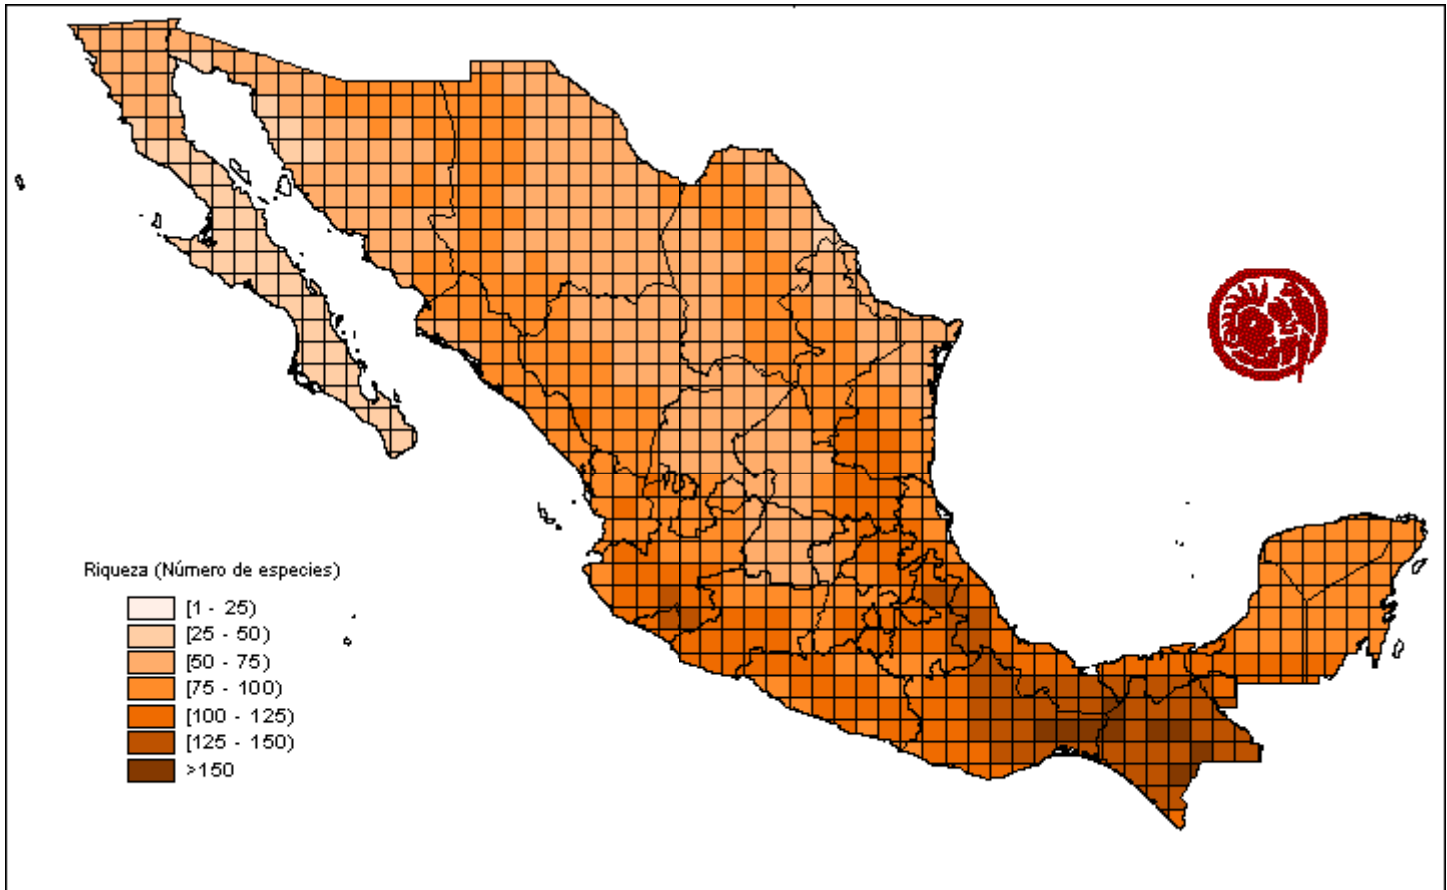 Riqueza (Número de especies)
[1 - 25)
[25 - 50)
[50 - 75)
[75 - 100)
[100 - 125)
[125 - 150)
>150